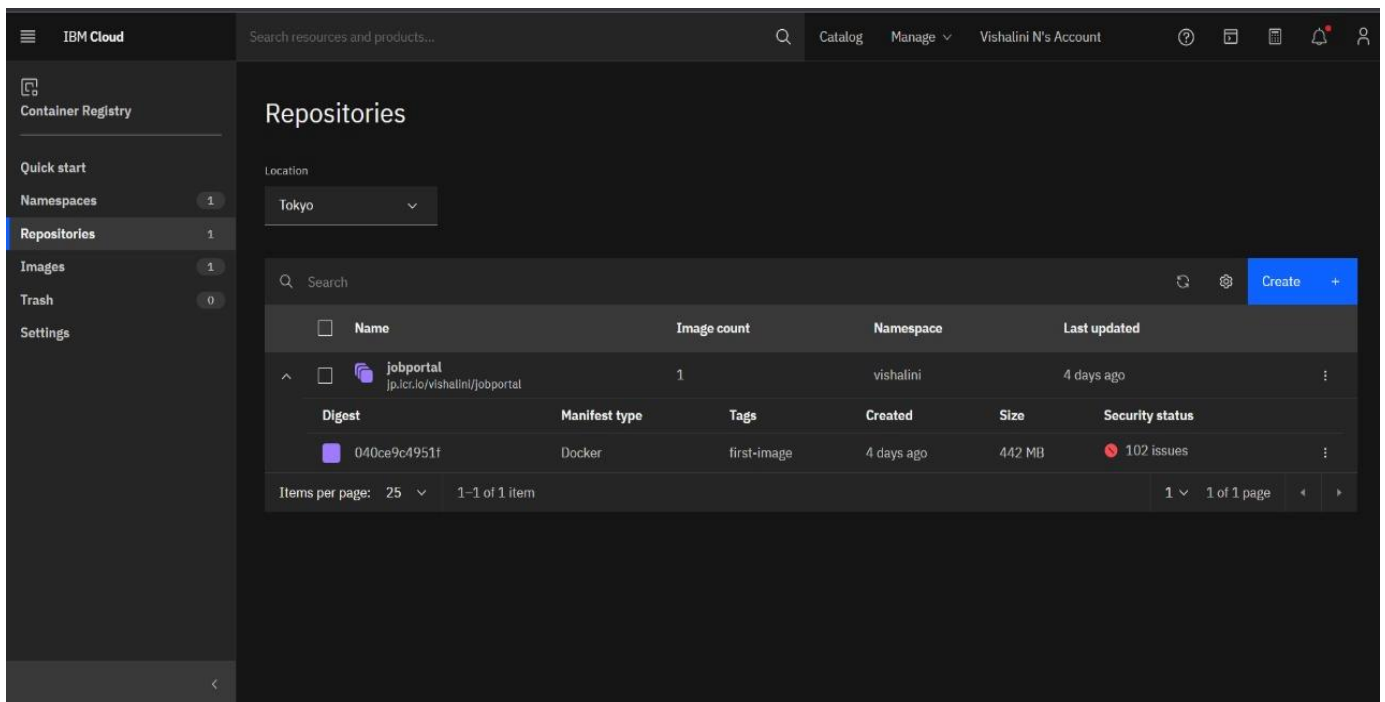 IBM Cloud
Search resources and products...
Catalog
Manage
Vishalini N's Account
Container Registry
Quick start
Namespaces 1
Repositories 1
Images 1
Trash 0
Settings
Repositories
Location
Tokyo
Search
Create +
Name Image count Namespace Last updated
jobportal
jp.icr.io/vishalini/jobportal
1 vishalini 4 days ago
Digest Manifest type Tags Created Size Security status
040ce9c4951f Docker first-image 4 days ago 442 MB 102 issues
Items per page: 25 1–1 of 1 item 1 1 of 1 page